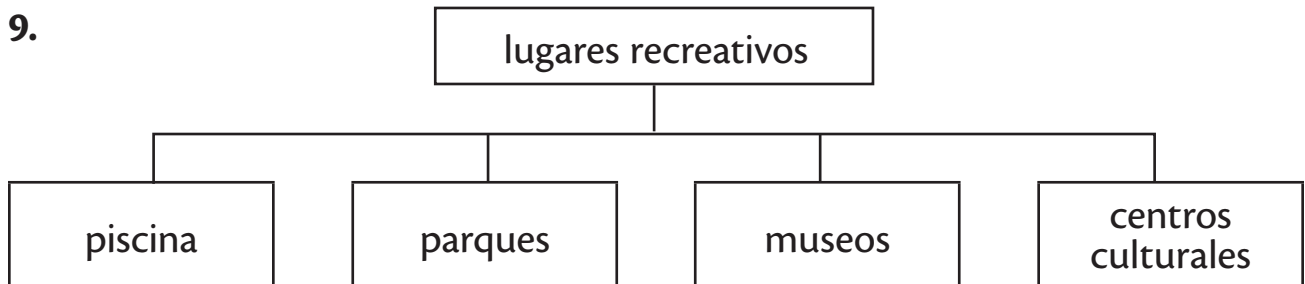 9.
lugares recreativos
piscina
parques
museos
centros
culturales